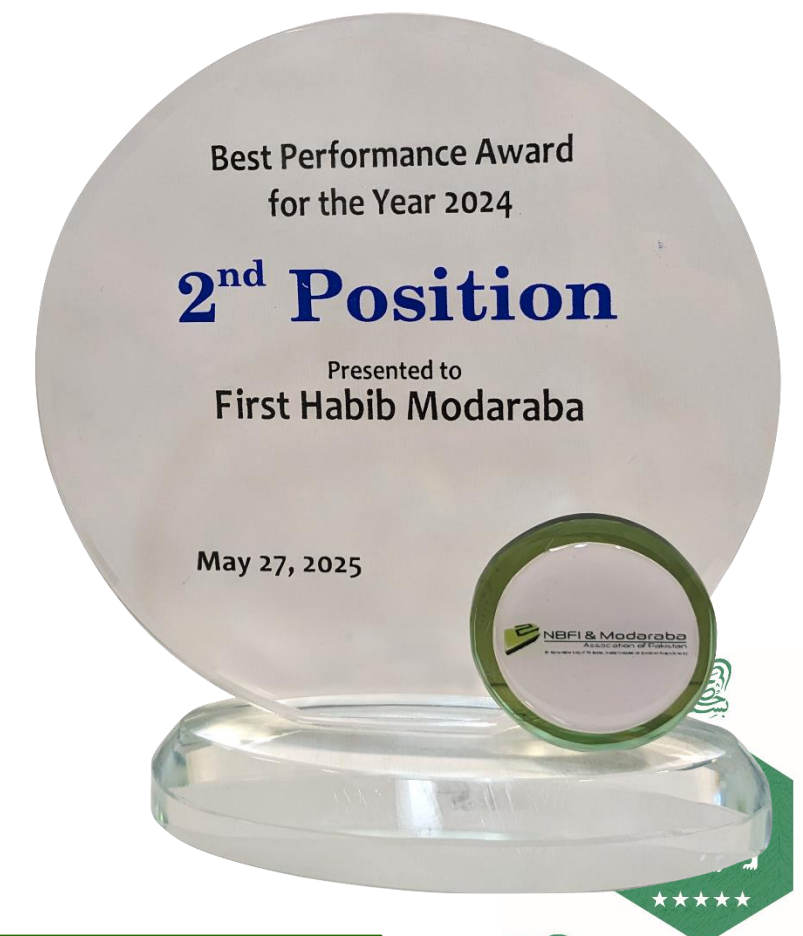 Best Performance Award
for the Year 2024
2nd Position
Presented to
First Habib Modaraba
May 27, 2025
NBFI & Modaraba
Association of Pakistan